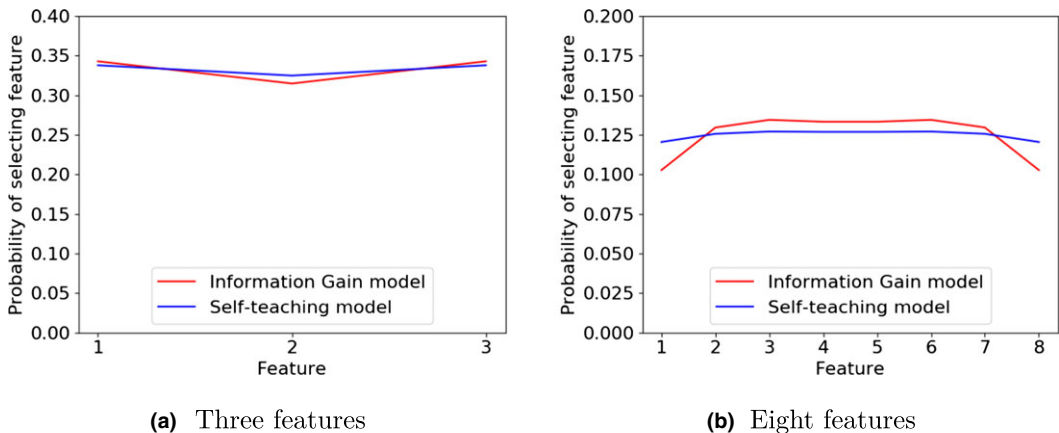 0.40
0.35
0.30
0.25
0.20
0.15
0.10
0.05
0.00
Probability of selecting feature
Information Gain model
Self-teaching model
1 2 3
Feature
(a) Three features
0.200
0.175
0.150
0.125
0.100
0.075
0.050
0.025
0.000
Probability of selecting feature
Information Gain model
Self-teaching model
1 2 3 4 5 6 7 8
Feature
(b) Eight features